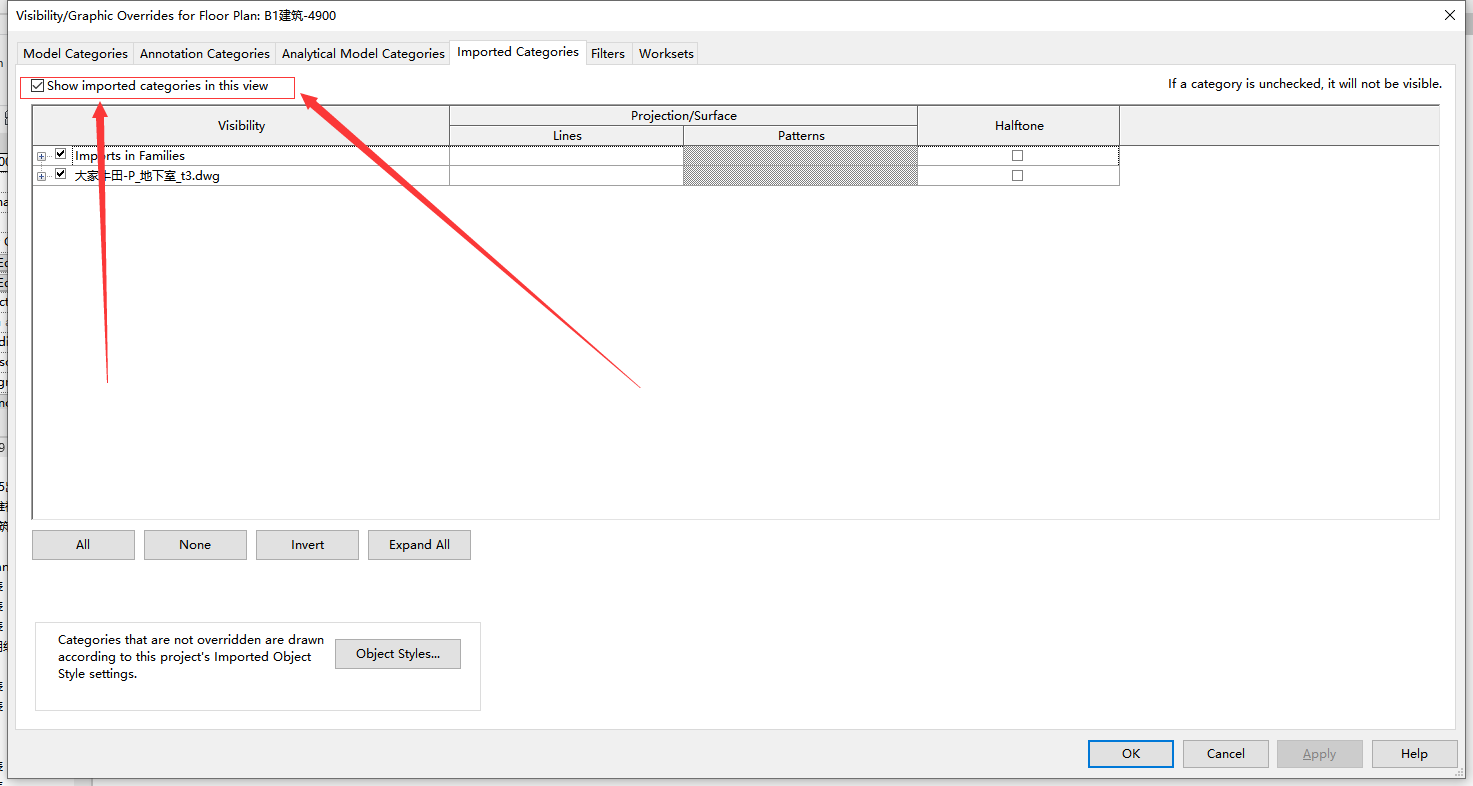 Visibility/Graphic Overrides for Floor Plan: B1建筑-4900
Model Categories Annotation Categories Analytical Model Categories Imported Categories Filters Worksets
Show imported categories in this view
If a category is unchecked, it will not be visible.
Visibility
Projection/Surface
Halftone
Lines
Patterns
Imports in Families
大家牛田-P_地下室_t3.dwg
All None Invert Expand All
Categories that are not overridden are drawn
according to this project's Imported Object
Style settings.
Object Styles...
OK Cancel Apply Help